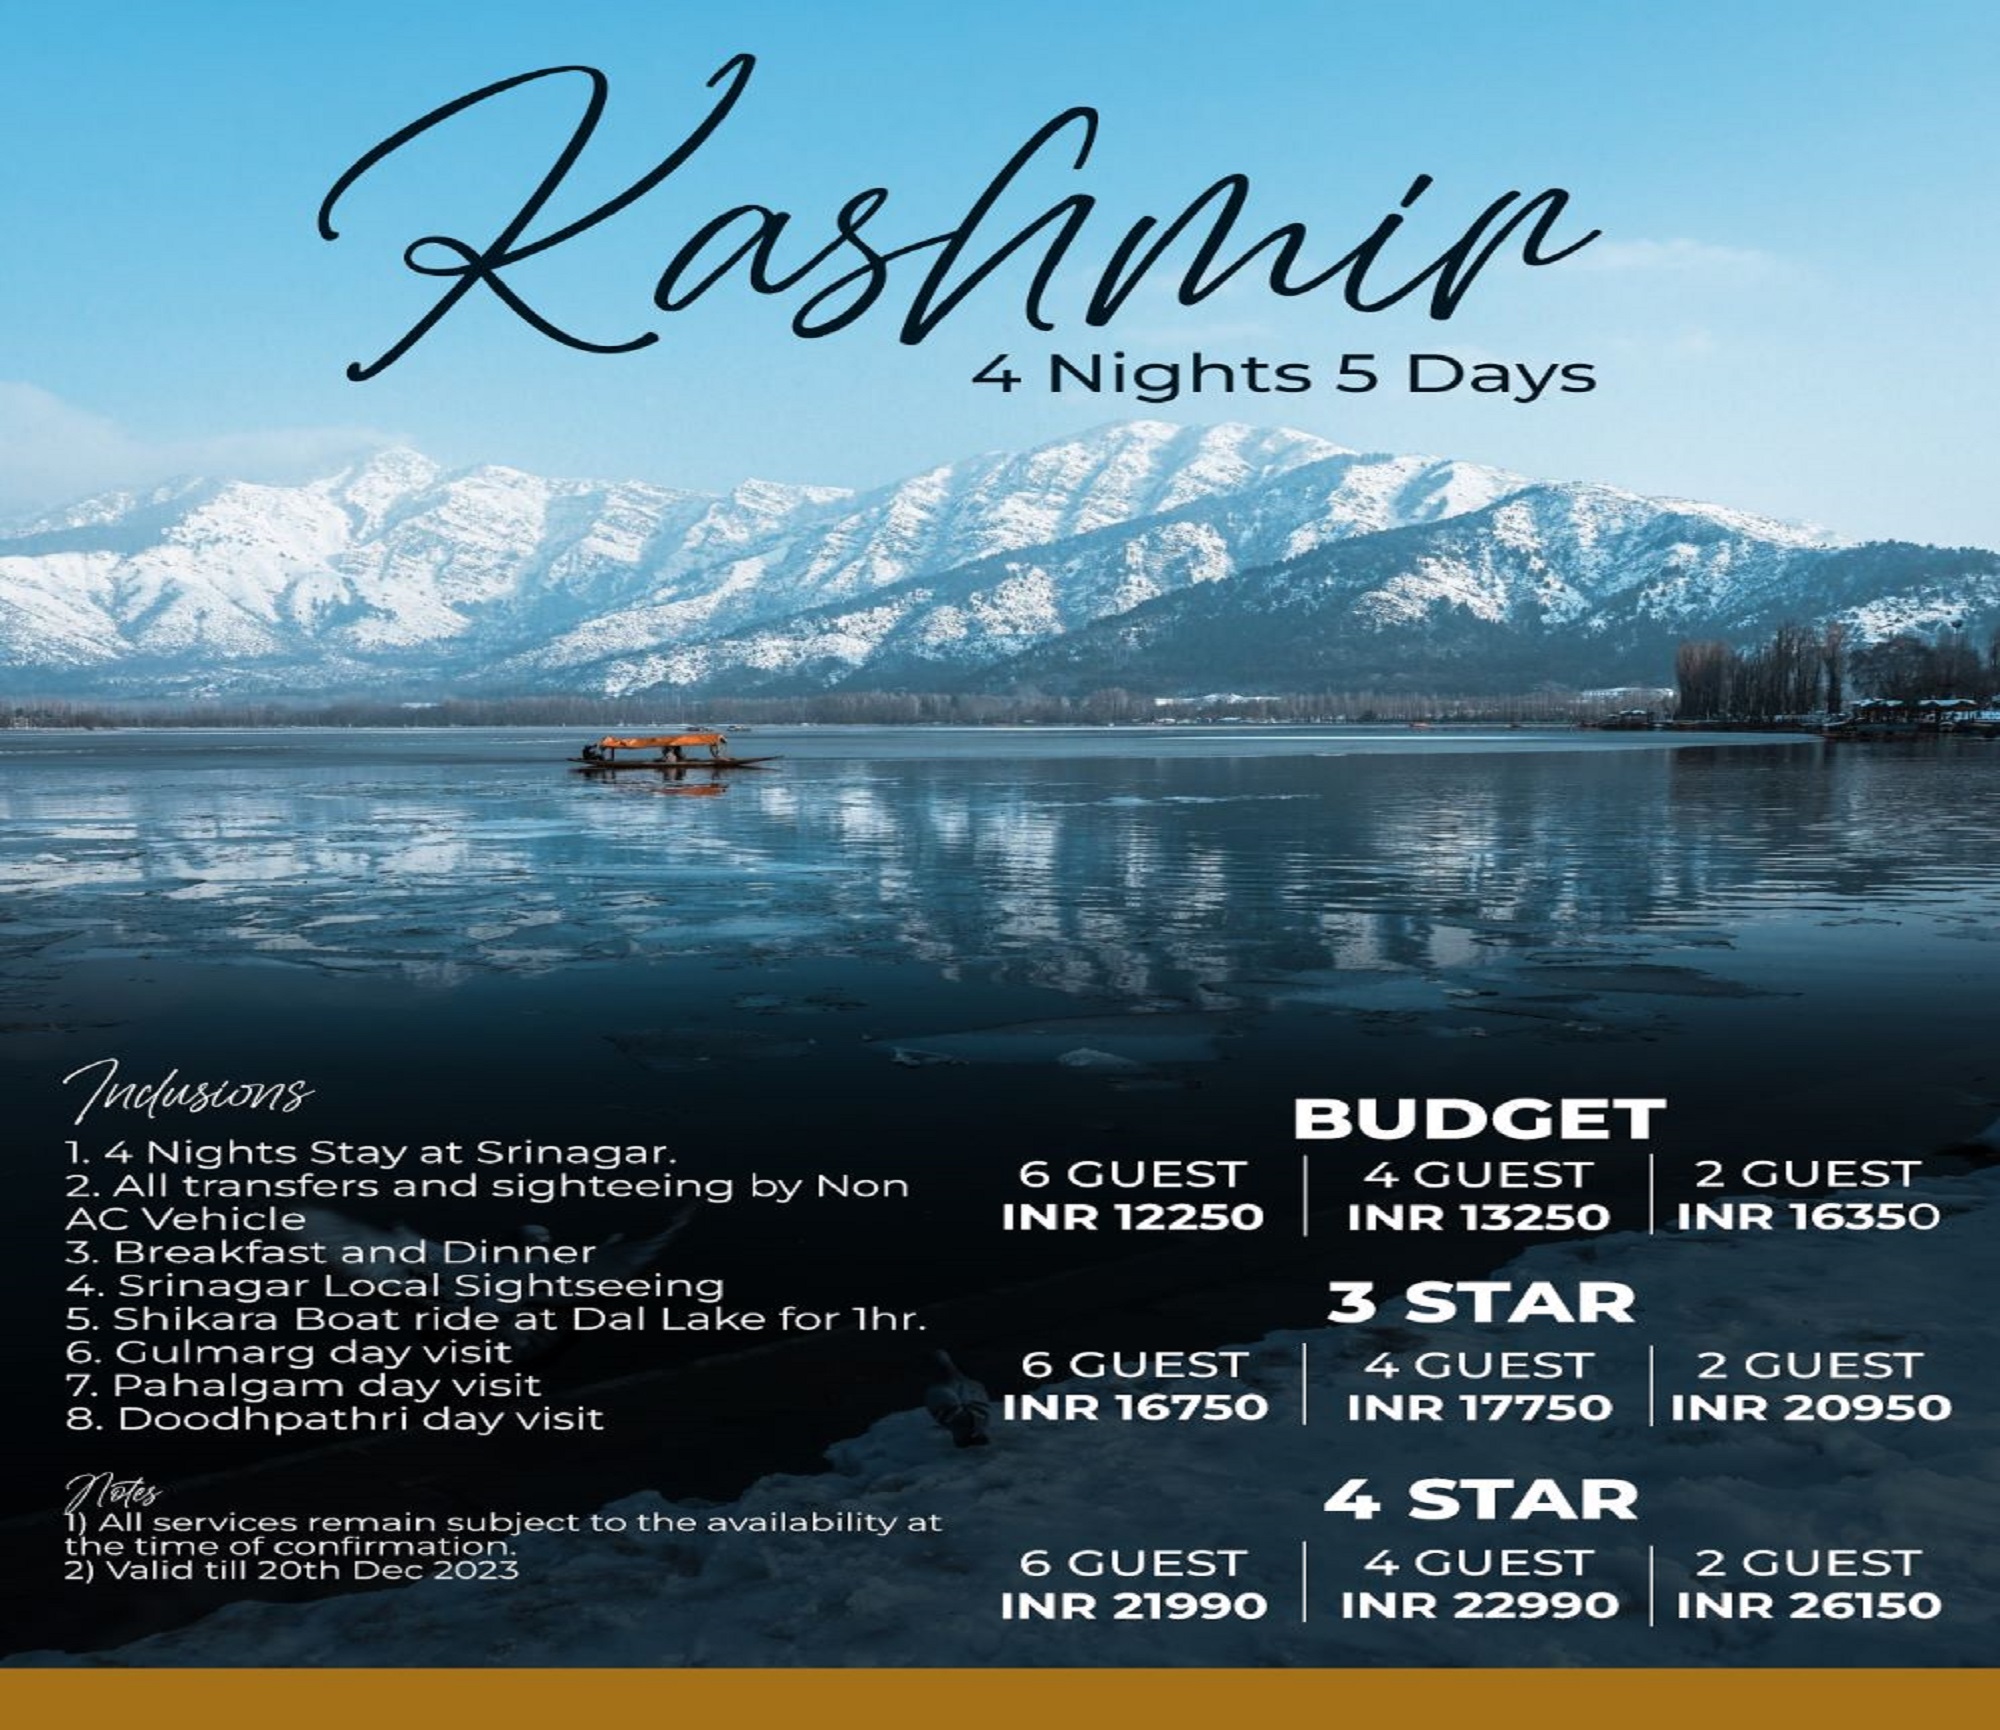 Kashmir
4 Nights 5 Days
Inclusions
1. 4 Nights Stay at Srinagar.
2. All transfers and sighteeing by Non
AC Vehicle
3. Breakfast and Dinner
4. Srinagar Local Sightseeing
5. Shikara Boat ride at Dal Lake for 1hr.
6. Gulmarg day visit
7. Pahalgam day visit
8. Doodhpathri day visit
Notes
1) All services remain subject to the availability at
the time of confirmation.
2) Valid till 20th Dec 2023
BUDGET
6 GUEST | 4 GUEST | 2 GUEST
INR 12250 | INR 13250 | INR 16350
3 STAR
6 GUEST | 4 GUEST | 2 GUEST
INR 16750 | INR 17750 | INR 20950
4 STAR
6 GUEST | 4 GUEST | 2 GUEST
INR 21990 | INR 22990 | INR 26150